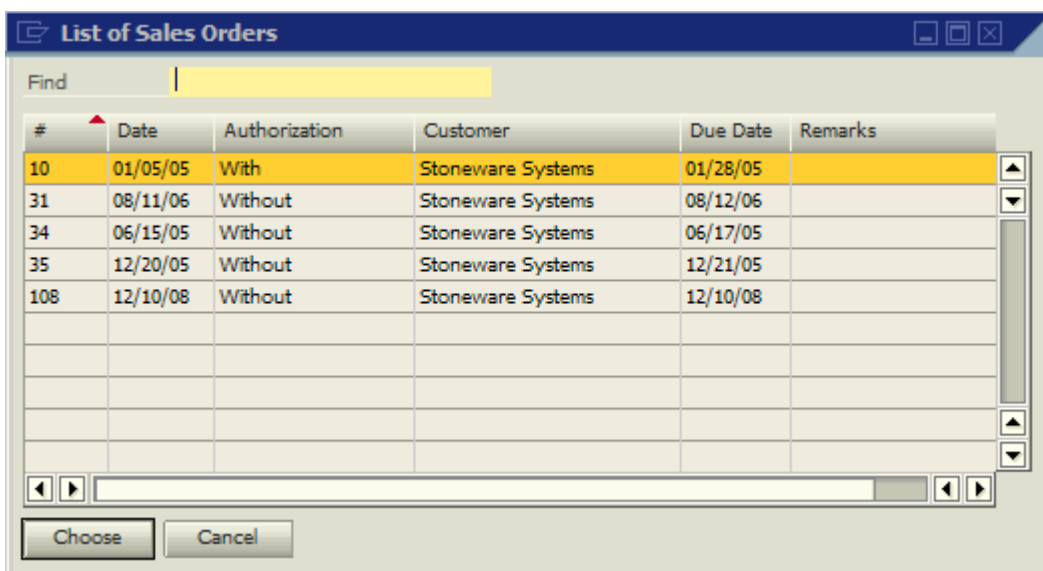 List of Sales Orders
Find
# Date Authorization Customer Due Date Remarks
10 01/05/05 With Stoneware Systems 01/28/05
31 08/11/06 Without Stoneware Systems 08/12/06
34 06/15/05 Without Stoneware Systems 06/17/05
35 12/20/05 Without Stoneware Systems 12/21/05
108 12/10/08 Without Stoneware Systems 12/10/08
Choose Cancel